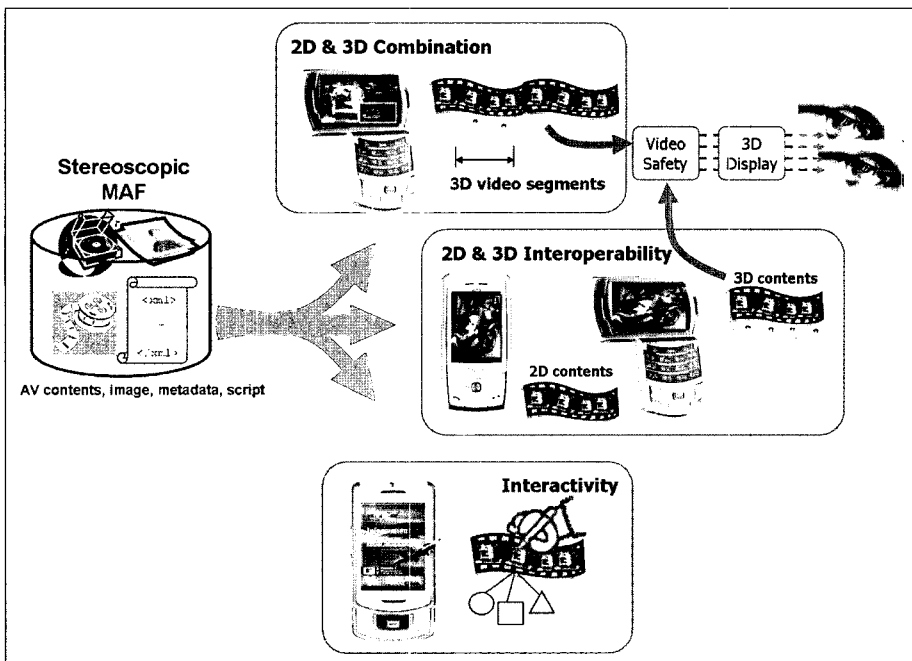 2D & 3D Combination
3D video segments
Video
Safety
3D
Display
Stereoscopic
MAF
<xml>
</xml>
AV contents, image, metadata, script
2D & 3D Interoperability
3D contents
2D contents
Interactivity